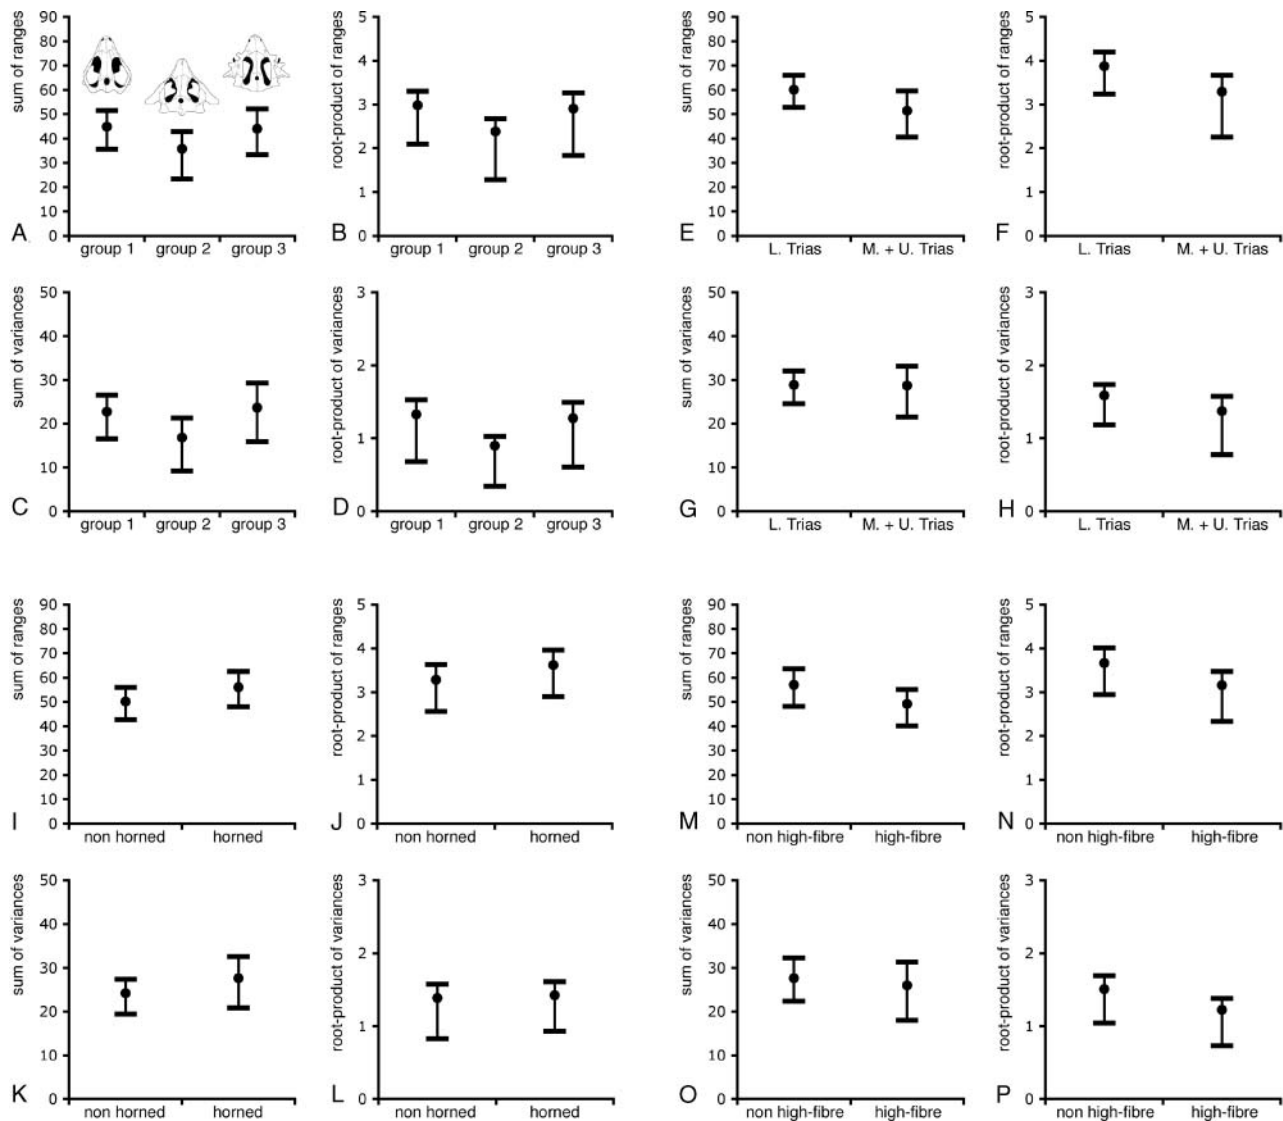 sum of ranges
90
80
70
60
50
40
30
20
10
0
A
group 1 group 2 group 3
root-product of ranges
5
4
3
2
1
0
B
group 1 group 2 group 3
sum of ranges
90
80
70
60
50
40
30
20
10
0
E
L. Trias M. + U. Trias
root-product of ranges
5
4
3
2
1
0
F
L. Trias M. + U. Trias
sum of variances
50
40
30
20
10
0
C
group 1 group 2 group 3
root-product of variances
3
2
1
0
D
group 1 group 2 group 3
sum of variances
50
40
30
20
10
0
G
L. Trias M. + U. Trias
root-product of variances
3
2
1
0
H
L. Trias M. + U. Trias
sum of ranges
90
80
70
60
50
40
30
20
10
0
I
non horned horned
root-product of ranges
5
4
3
2
1
0
J
non horned horned
sum of ranges
90
80
70
60
50
40
30
20
10
0
M
non high-fibre high-fibre
root-product of ranges
5
4
3
2
1
0
N
non high-fibre high-fibre
sum of variances
50
40
30
20
10
0
K
non horned horned
root-product of variances
3
2
1
0
L
non horned horned
sum of variances
50
40
30
20
10
0
O
non high-fibre high-fibre
root-product of variances
3
2
1
0
P
non high-fibre high-fibre